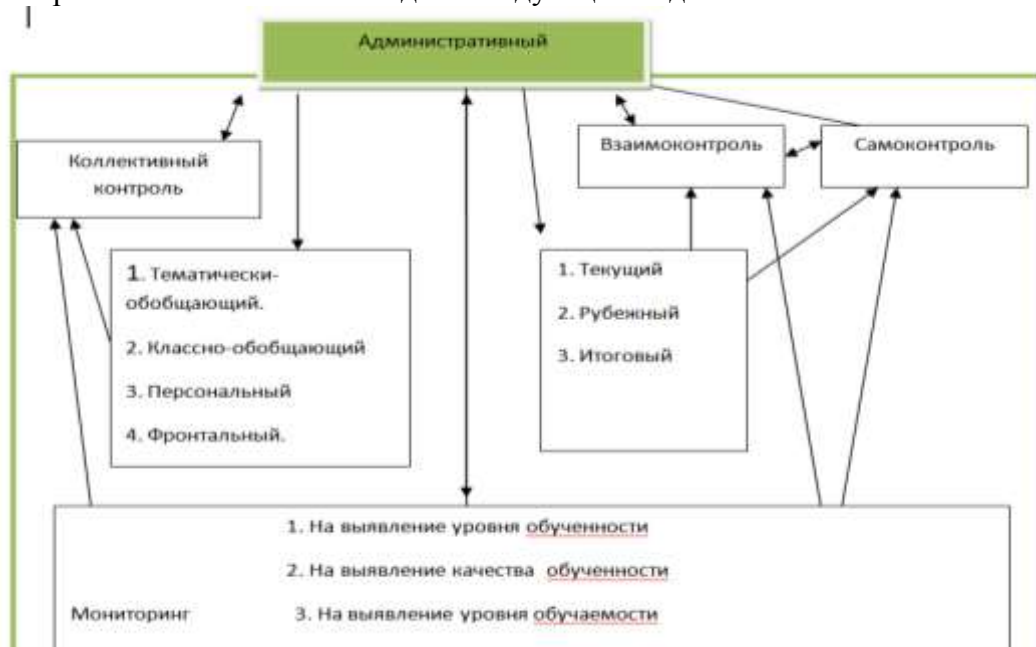 Административный
Коллективный
контроль
Взаимоконтроль
Самоконтроль
1. Тематически-
обобщающий.
2. Классно-обобщающий
3. Персональный
4. Фронтальный.
1. Текущий
2. Рубежный
3. Итоговый
1. На выявление уровня обученности
2. На выявление качества обученности
Мониторинг 3. На выявление уровня обучаемости